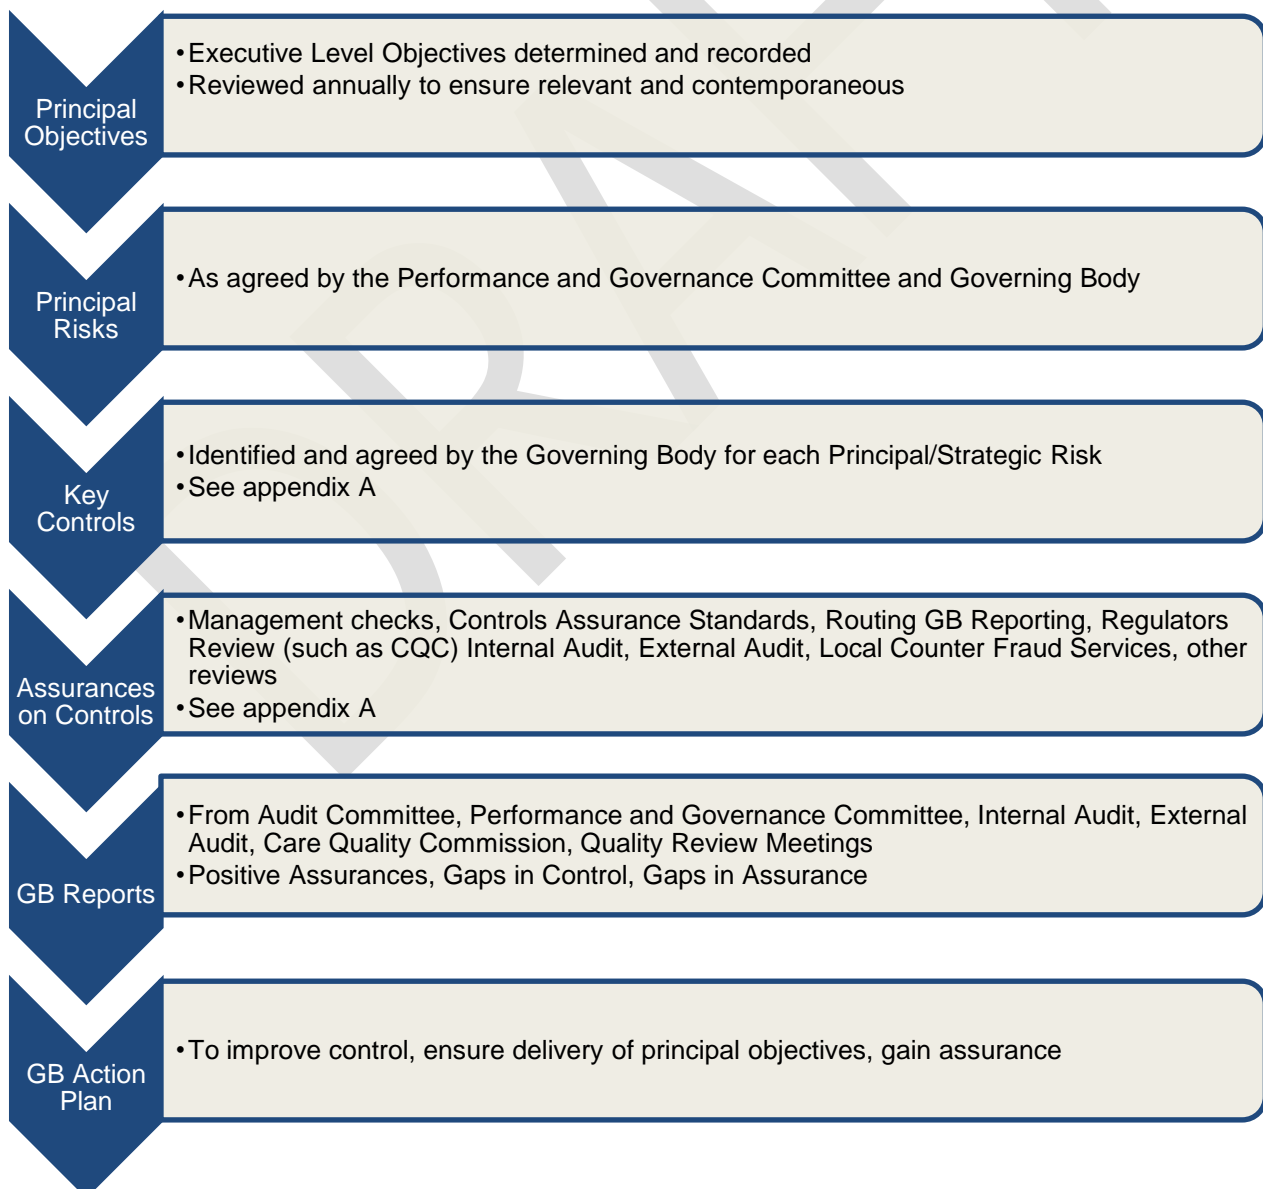 Principal
Objectives
•Executive Level Objectives determined and recorded
•Reviewed annually to ensure relevant and contemporaneous
Principal
Risks
•As agreed by the Performance and Governance Committee and Governing Body
Key
Controls
•Identified and agreed by the Governing Body for each Principal/Strategic Risk
•See appendix A
Assurances
on Controls
•Management checks, Controls Assurance Standards, Routing GB Reporting, Regulators
Review (such as CQC) Internal Audit, External Audit, Local Counter Fraud Services, other
reviews
•See appendix A
GB Reports
•From Audit Committee, Performance and Governance Committee, Internal Audit, External
Audit, Care Quality Commission, Quality Review Meetings
•Positive Assurances, Gaps in Control, Gaps in Assurance
GB Action
Plan
•To improve control, ensure delivery of principal objectives, gain assurance
DRAF